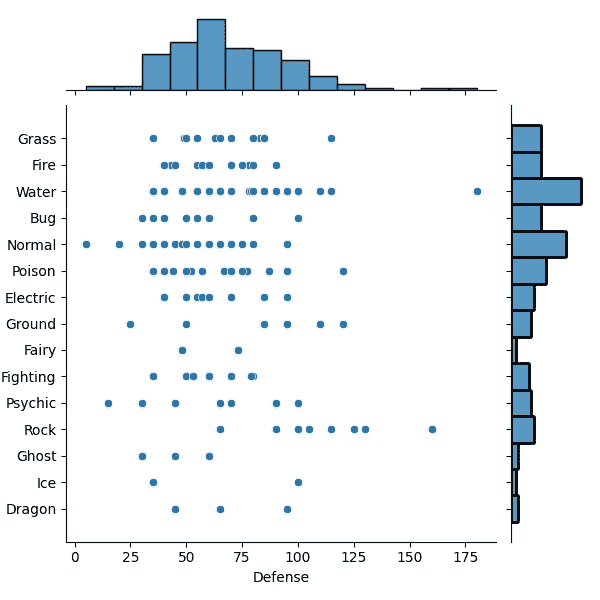 Grass
Fire
Water
Bug
Normal
Poison
Electric
Ground
Fairy
Fighting
Psychic
Rock
Ghost
Ice
Dragon
0 25 50 75 100 125 150 175
Defense